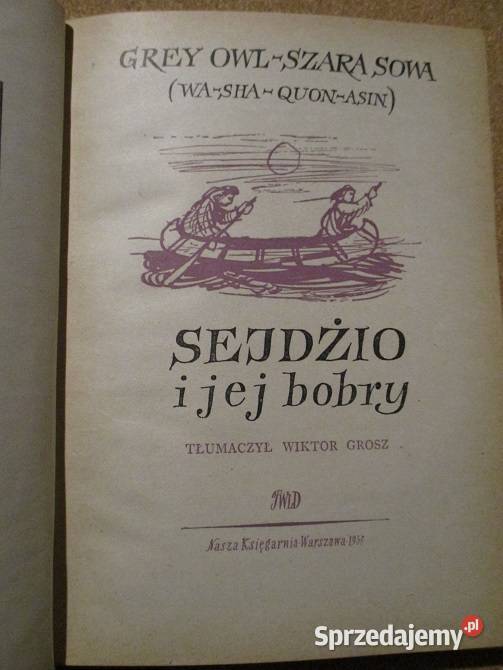 GREY OWL-SZARA SOWA
(WA-SHA-QUON-ASIN)
SEJDŻIO
i jej bobry
TŁUMACZYŁ WIKTOR GROSZ
Nasza Księgarnia-Warszawa-1957
Sprzedajemy.pl